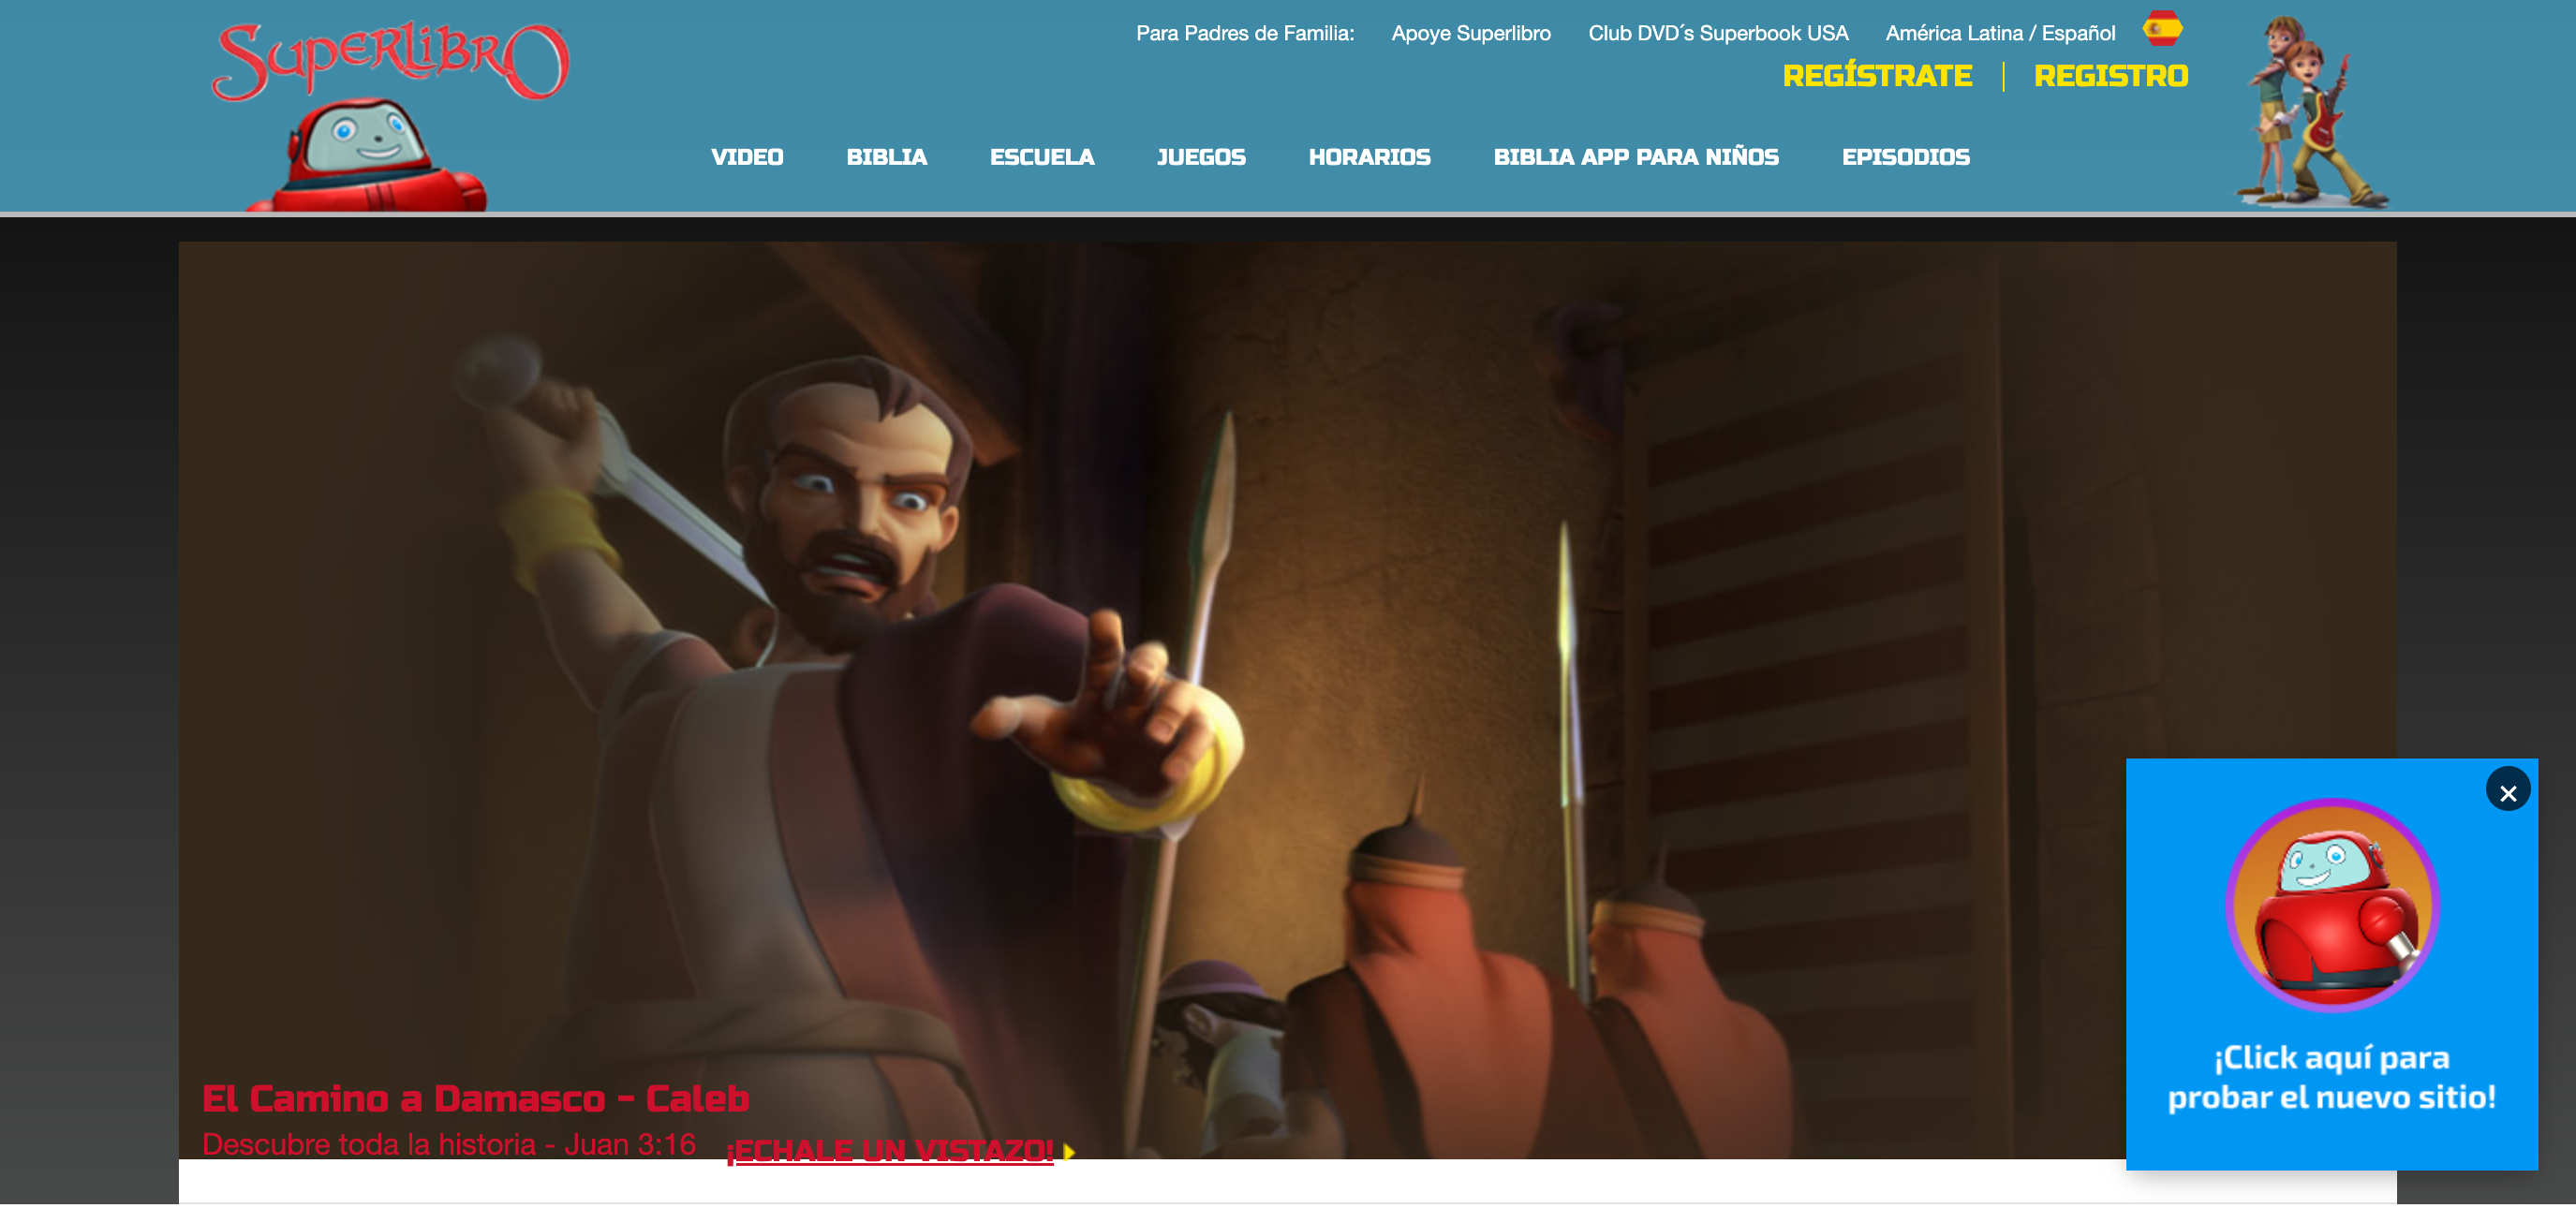 SUPERLIBRO
Para Padres de Familia: Apoye Superlibro Club DVD´s Superbook USA América Latina / Español
REGÍSTRATE | REGISTRO
VIDEO BIBLIA ESCUELA JUEGOS HORARIOS BIBLIA APP PARA NIÑOS EPISODIOS
El Camino a Damasco - Caleb
Descubre toda la historia - Juan 3:16 ¡ECHALE UN VISTAZO!
¡Click aquí para
probar el nuevo sitio!